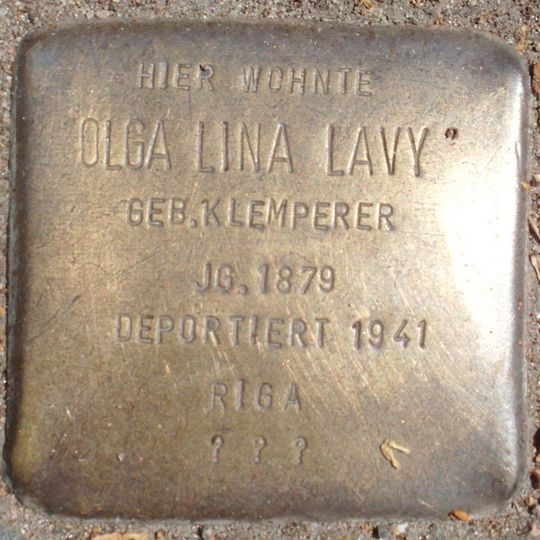 HIER WOHNTE
OLGA LINA LAVY
GEB. KLEMPERER
JG. 1879
DEPORTIERT 1941
RIGA
? ? ?